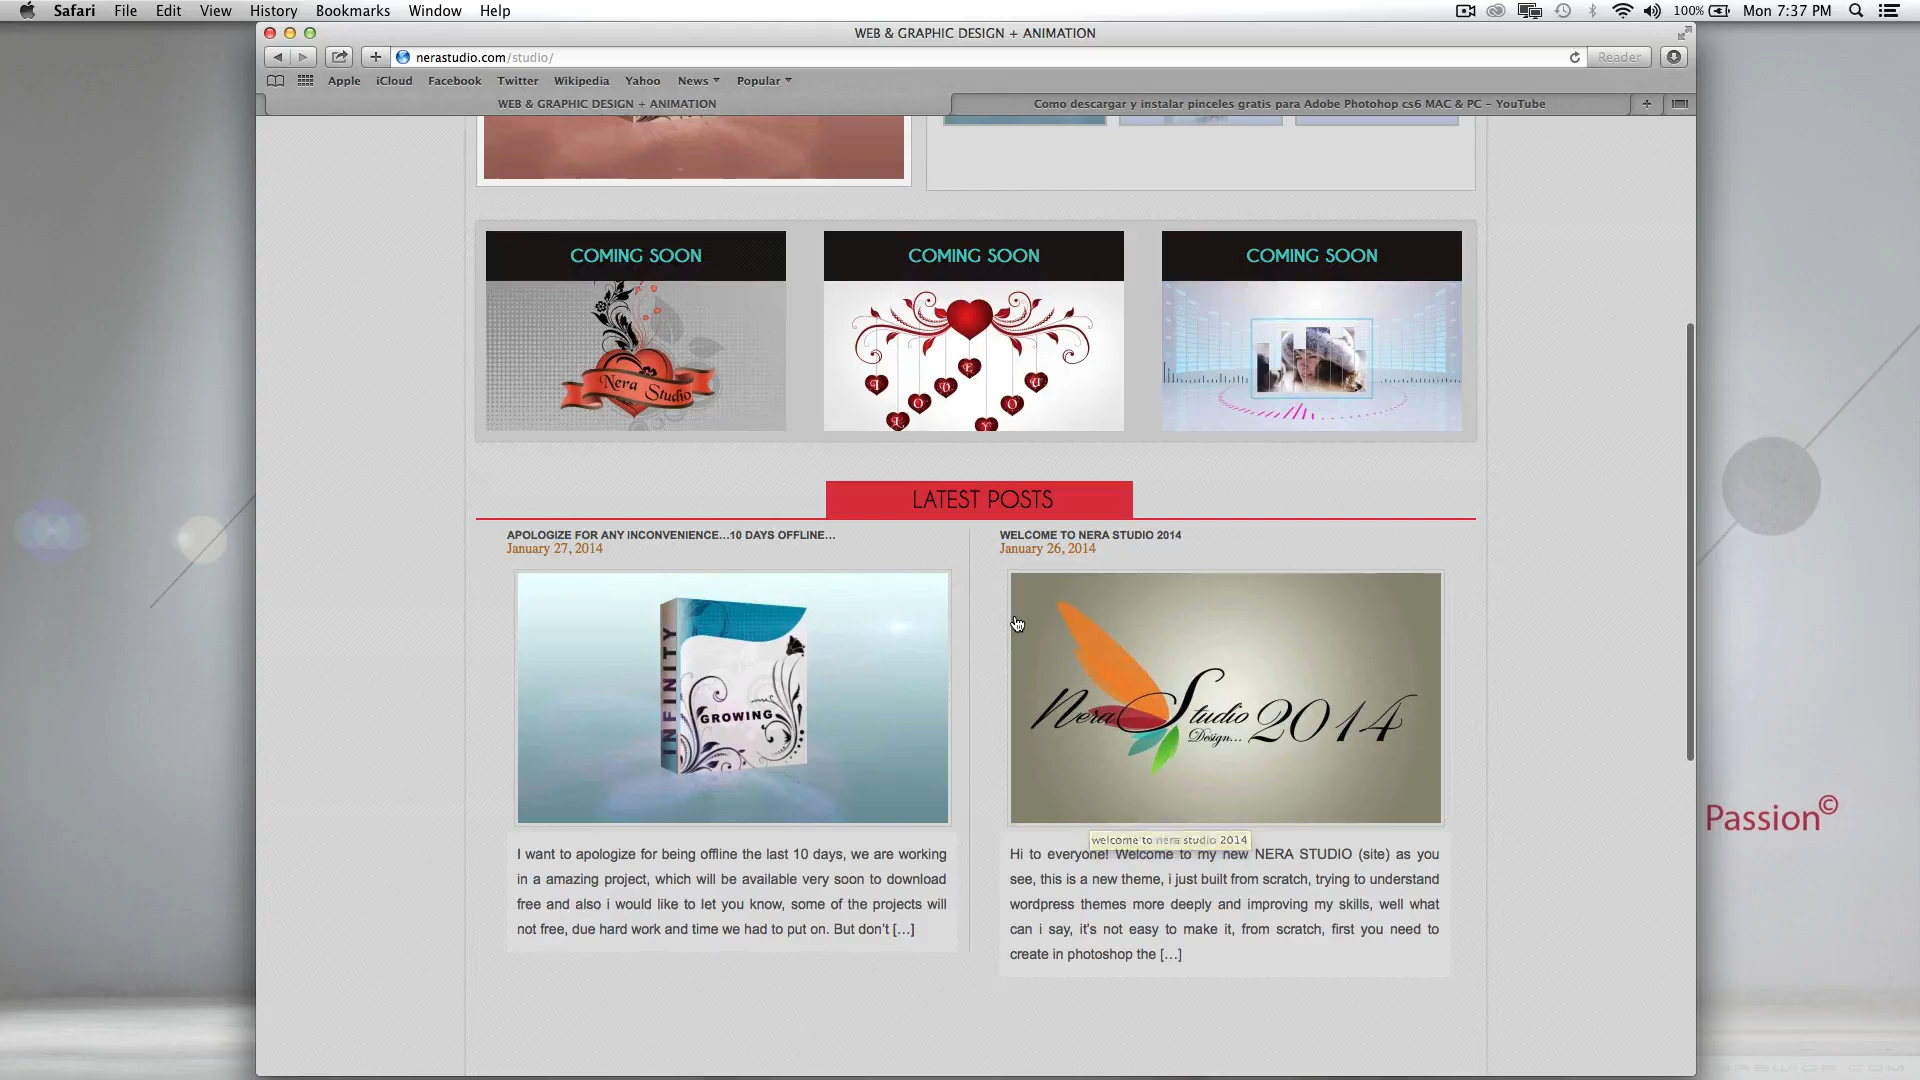 Safari File Edit View History Bookmarks Window Help 100% Mon 7:37 PM
WEB & GRAPHIC DESIGN + ANIMATION
nerastudio.com/studio/ Reader
Apple iCloud Facebook Twitter Wikipedia Yahoo News Popular
WEB & GRAPHIC DESIGN + ANIMATION Como descargar y instalar pinceles gratis para Adobe Photohop cs6 MAC & PC – YouTube
COMING SOON COMING SOON COMING SOON
Nera Studio
I LOVE YOU
LATEST POSTS
APOLOGIZE FOR ANY INCONVENIENCE...10 DAYS OFFLINE...
January 27, 2014
INFINITY
GROWING
I want to apologize for being offline the last 10 days, we are working
in a amazing project, which will be available very soon to download
free and also i would like to let you know, some of the projects will
not free, due hard work and time we had to put on. But don't [...]
WELCOME TO NERA STUDIO 2014
January 26, 2014
Nera Studio 2014
Design...
welcome to nera studio 2014
Hi to everyone! Welcome to my new NERA STUDIO (site) as you
see, this is a new theme, i just built from scratch, trying to understand
wordpress themes more deeply and improving my skills, well what
can i say, it's not easy to make it, from scratch, first you need to
create in photoshop the [...]
Passion©